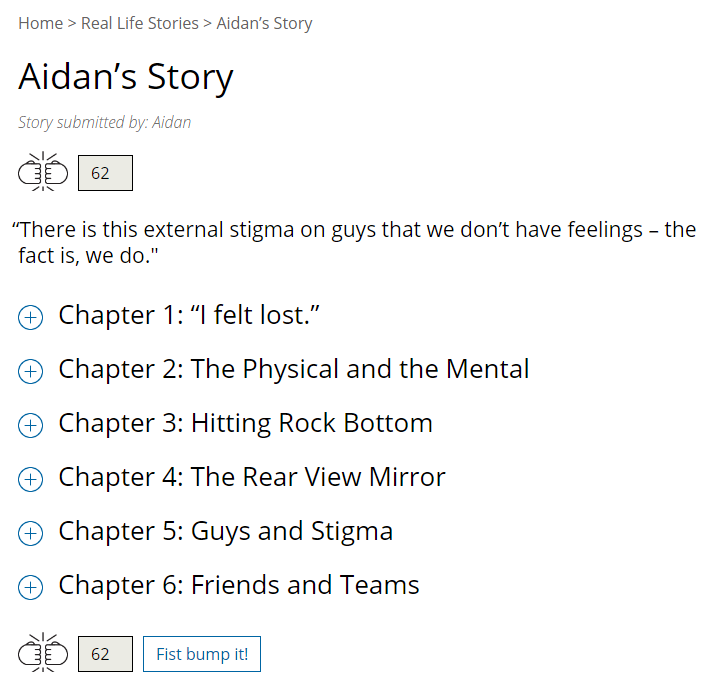 Home > Real Life Stories > Aidan’s Story
Aidan’s Story
Story submitted by: Aidan
62
“There is this external stigma on guys that we don’t have feelings – the
fact is, we do."
Chapter 1: “I felt lost.”
Chapter 2: The Physical and the Mental
Chapter 3: Hitting Rock Bottom
Chapter 4: The Rear View Mirror
Chapter 5: Guys and Stigma
Chapter 6: Friends and Teams
62 Fist bump it!